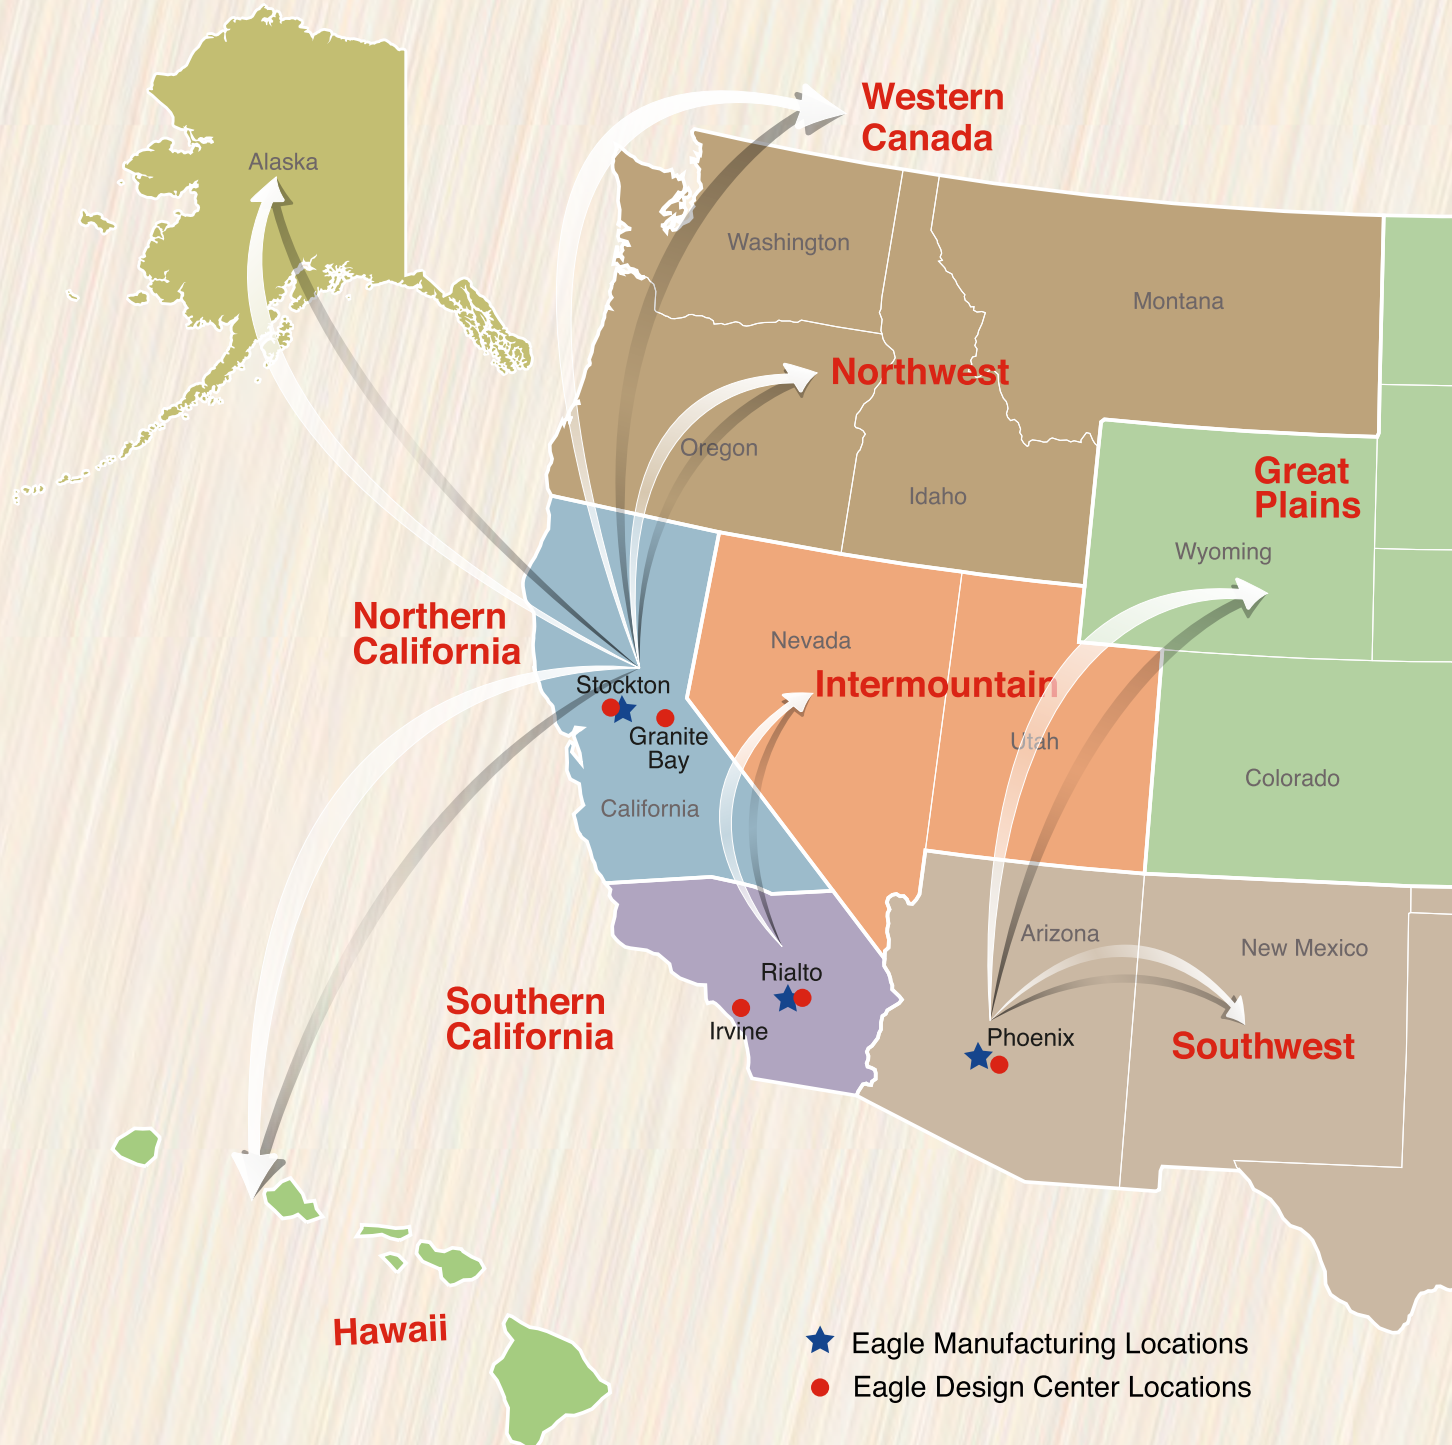 Western
Canada
Alaska
Washington
Montana
Northwest
Oregon
Great
Plains
Idaho
Wyoming
Northern
California
Nevada
Intermountain
Stockton
Granite
Bay
Utah
Colorado
California
Arizona
New Mexico
Rialto
Southern
California
Irvine
Phoenix
Southwest
Hawaii
Eagle Manufacturing Locations
Eagle Design Center Locations